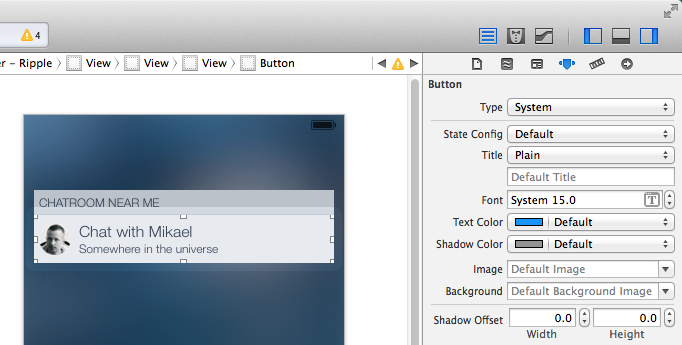 4
er – Ripple View View View Button
Button
Type System
State Config Default
Title Plain
Default Title
Font System 15.0 T
Text Color Default
Shadow Color Default
Image Default Image
Background Default Background Image
Shadow Offset 0.0 0.0
Width Height
CHATROOM NEAR ME
Chat with Mikael
Somewhere in the universe